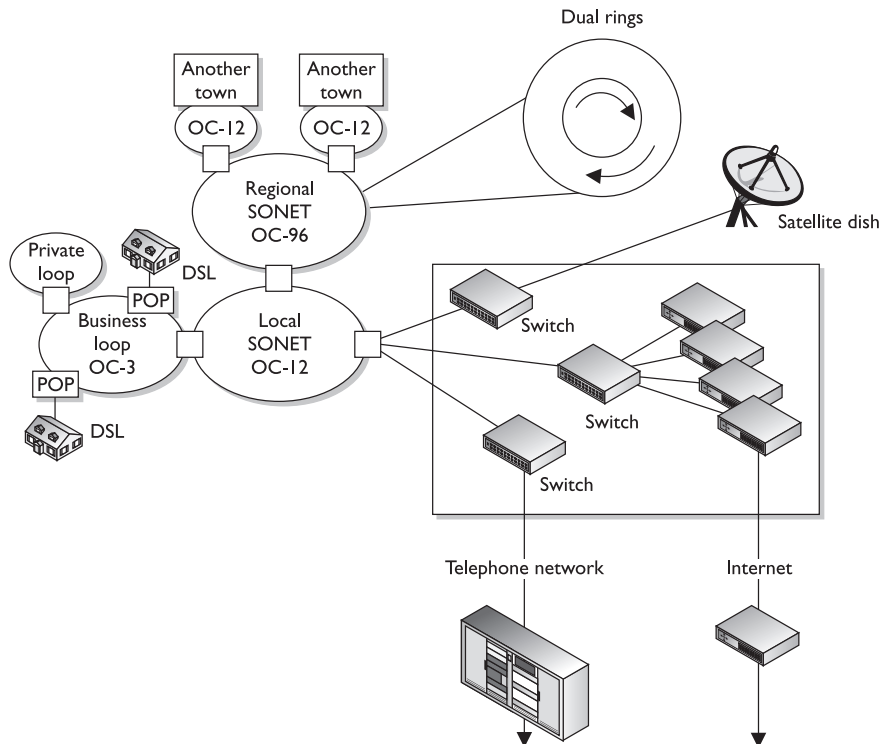 Dual rings
Another
town
Another
town
OC-12
OC-12
Regional
SONET
OC-96
Satellite dish
Private
loop
DSL
POP
Business
loop
OC-3
Local
SONET
OC-12
Switch
POP
Switch
DSL
Switch
Telephone network
Internet